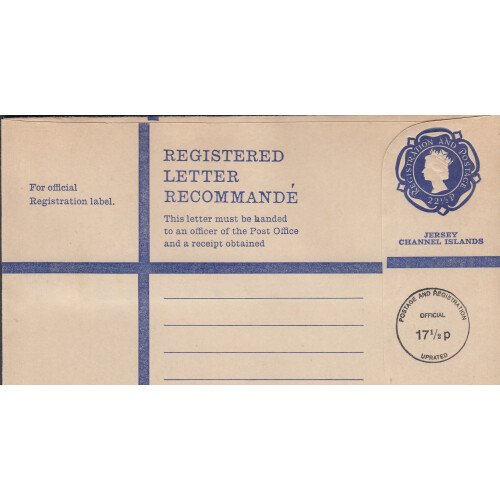 For official
Registration label.
REGISTERED
LETTER
RECOMMANDÉ
This letter must be handed
to an officer of the Post Office
and a receipt obtained
REGISTRATION AND POSTAGE
22½P
JERSEY
CHANNEL ISLANDS
POSTAGE AND REGISTRATION
OFFICIAL
17½p
UPRATED